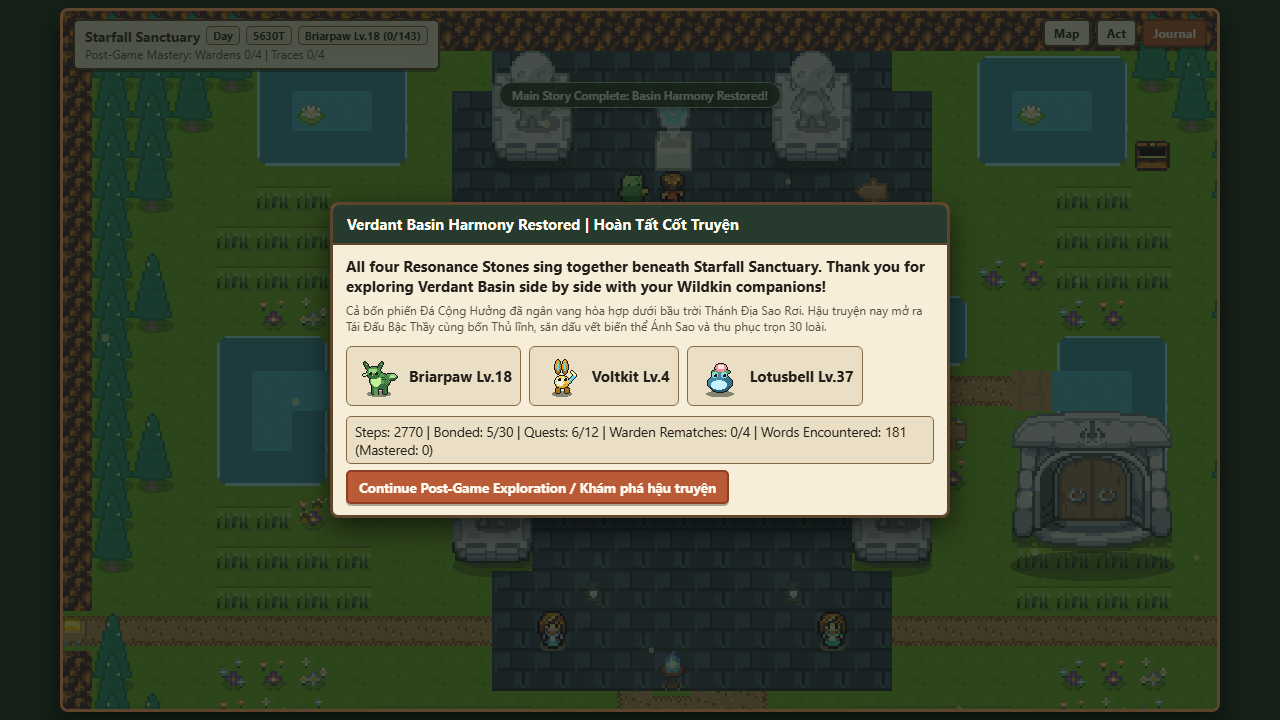 Starfall Sanctuary Day 5630T Briarpaw Lv.18 (0/143)
Post-Game Mastery: Wardens 0/4 | Traces 0/4
Map Act Journal
Main Story Complete: Basin Harmony Restored!
Verdant Basin Harmony Restored | Hoàn Tất Cốt Truyện
All four Resonance Stones sing together beneath Starfall Sanctuary. Thank you for
exploring Verdant Basin side by side with your Wildkin companions!
Cả bốn phiến Đá Cộng Hưởng đã ngân vang hòa hợp dưới bầu trời Thánh Địa Sao Rơi. Hậu truyện nay mở ra
Tái Đấu Bậc Thầy cùng bốn Thủ lĩnh, săn dấu vết biến thể Ánh Sao và thu phục trọn 30 loài.
Briarpaw Lv.18 Voltkit Lv.4 Lotusbell Lv.37
Steps: 2770 | Bonded: 5/30 | Quests: 6/12 | Warden Rematches: 0/4 | Words Encountered: 181
(Mastered: 0)
Continue Post-Game Exploration / Khám phá hậu truyện